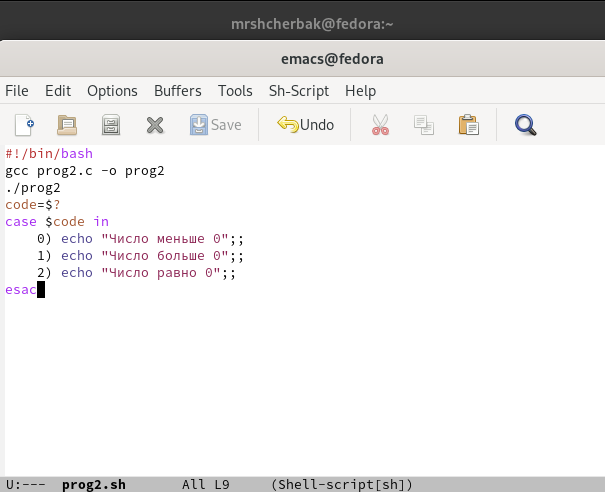 mrshcherbak@fedora:~
emacs@fedora
File Edit Options Buffers Tools Sh-Script Help
Save Undo
#!/bin/bash
gcc prog2.c -o prog2
./prog2
code=$?
case $code in
    0) echo "Число меньше 0";;
    1) echo "Число больше 0";;
    2) echo "Число равно 0";;
esac
U:--- prog2.sh All L9 (Shell-script[sh])